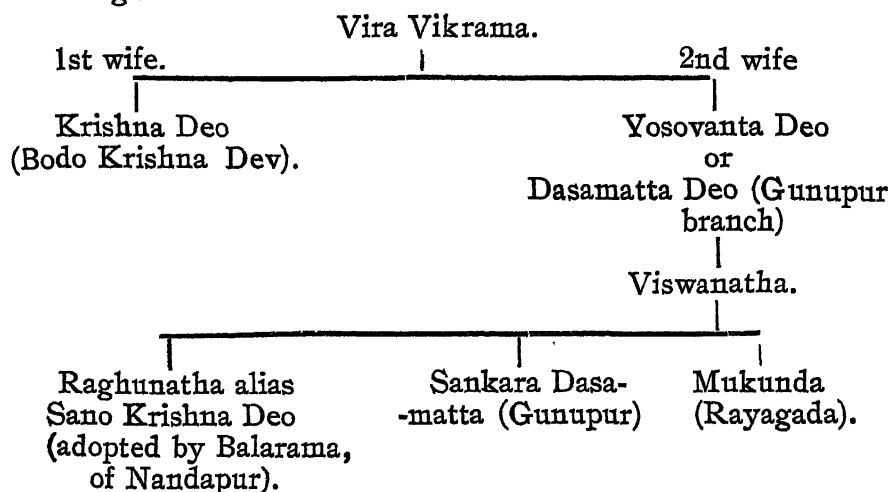 Vira Vikrama.
1st wife. 2nd wife
Krishna Deo
(Bodo Krishna Dev).
Yosovanta Deo
or
Dasamatta Deo (Gunupur
branch)
Viswanatha.
Raghunatha alias
Sano Krishna Deo
(adopted by Balarama,
of Nandapur).
Sankara Dasa-
-matta (Gunupur)
Mukunda
(Rayagada).